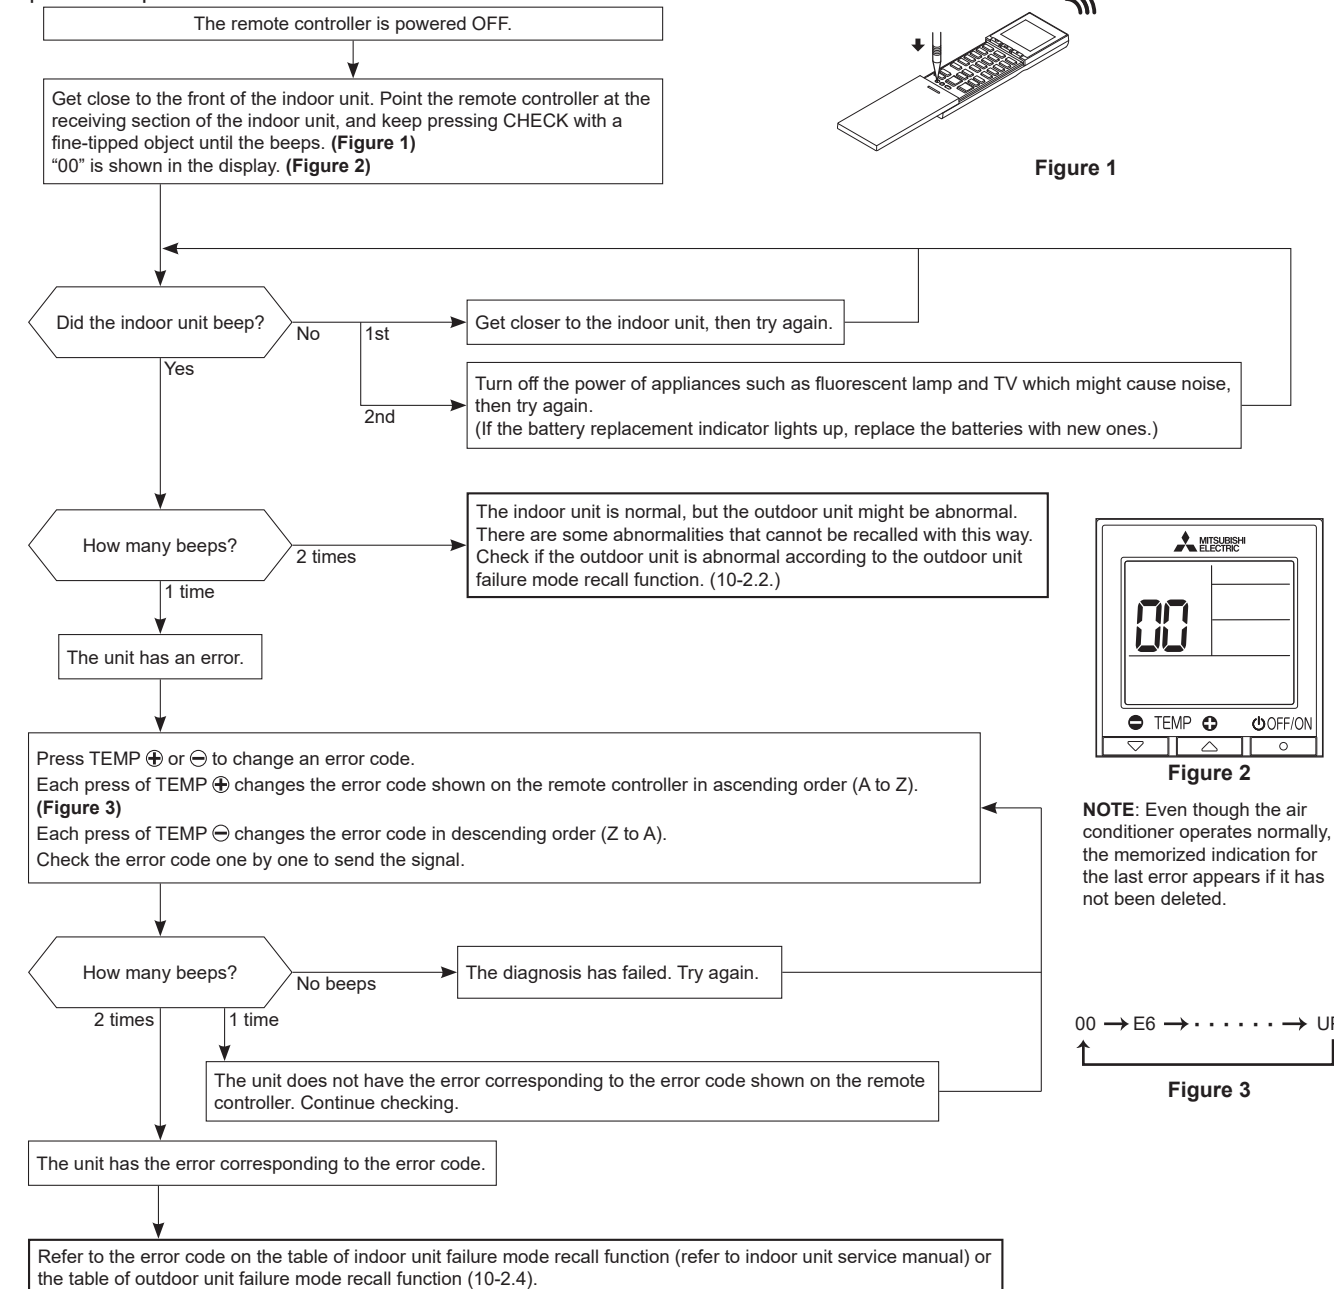 The remote controller is powered OFF.
Get close to the front of the indoor unit. Point the remote controller at the
receiving section of the indoor unit, and keep pressing CHECK with a
fine-tipped object until the beeps. (Figure 1)
“00” is shown in the display. (Figure 2)
Figure 1
Did the indoor unit beep?
No
1st
Get closer to the indoor unit, then try again.
Yes
2nd
Turn off the power of appliances such as fluorescent lamp and TV which might cause noise,
then try again.
(If the battery replacement indicator lights up, replace the batteries with new ones.)
How many beeps?
2 times
The indoor unit is normal, but the outdoor unit might be abnormal.
There are some abnormalities that cannot be recalled with this way.
Check if the outdoor unit is abnormal according to the outdoor unit
failure mode recall function. (10-2.2.)
1 time
The unit has an error.
MITSUBISHI
ELECTRIC
00
⊖ TEMP ⊕ ⏻OFF/ON
Figure 2
Press TEMP ⊕ or ⊖ to change an error code.
Each press of TEMP ⊕ changes the error code shown on the remote controller in ascending order (A to Z).
(Figure 3)
Each press of TEMP ⊖ changes the error code in descending order (Z to A).
Check the error code one by one to send the signal.
NOTE: Even though the air
conditioner operates normally,
the memorized indication for
the last error appears if it has
not been deleted.
How many beeps?
No beeps
The diagnosis has failed. Try again.
2 times
1 time
The unit does not have the error corresponding to the error code shown on the remote
controller. Continue checking.
00 → E6 → · · · · · · →
Figure 3
The unit has the error corresponding to the error code.
Refer to the error code on the table of indoor unit failure mode recall function (refer to indoor unit service manual) or
the table of outdoor unit failure mode recall function (10-2.4).